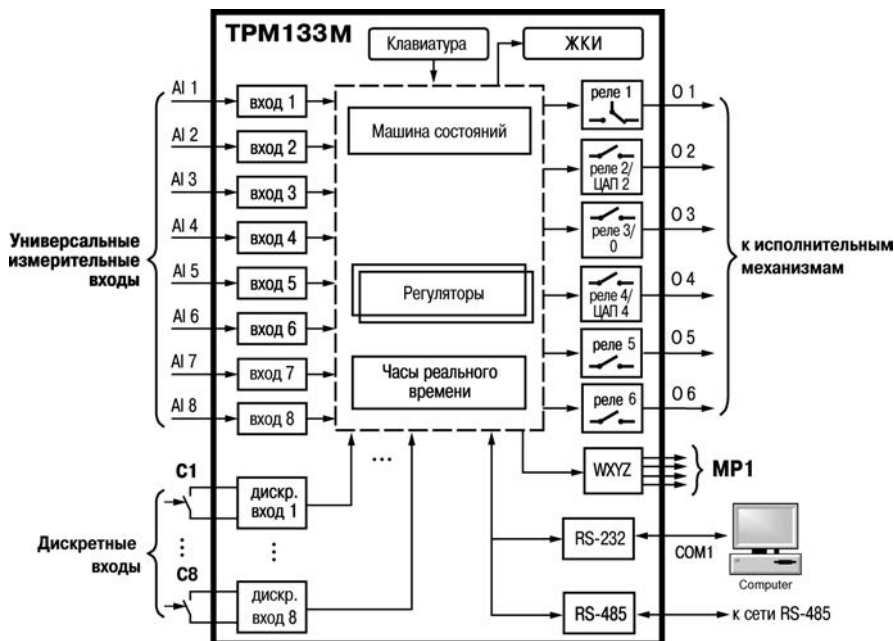 ТРМ133М
Клавиатура
ЖКИ
AI 1
вход 1
AI 2
вход 2
AI 3
вход 3
AI 4
вход 4
AI 5
вход 5
AI 6
вход 6
AI 7
вход 7
AI 8
вход 8
Универсальные
измерительные
входы
Машина состояний
Регуляторы
Часы реального
времени
реле 1
О 1
реле 2/
ЦАП 2
О 2
реле 3/
0
О 3
реле 4/
ЦАП 4
О 4
реле 5
О 5
реле 6
О 6
к исполнительным
механизмам
...
WXYZ
МР1
С1
дискр.
вход 1
Дискретные
входы
С8
дискр.
вход 8
RS-232
COM1
Computer
RS-485
к сети RS-485